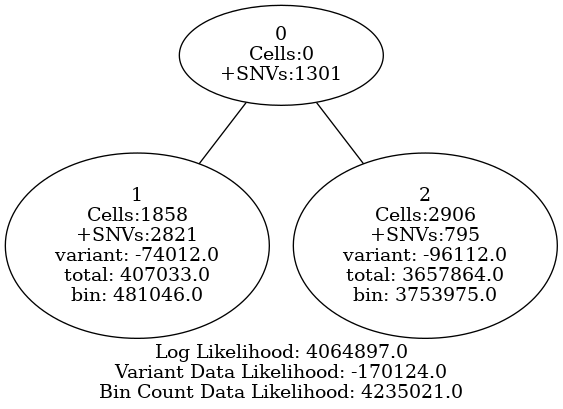 0
Cells:0
+SNVs:1301
1
Cells:1858
+SNVs:2821
variant: -74012.0
total: 407033.0
bin: 481046.0
2
Cells:2906
+SNVs:795
variant: -96112.0
total: 3657864.0
bin: 3753975.0
Log Likelihood: 4064897.0
Variant Data Likelihood: -170124.0
Bin Count Data Likelihood: 4235021.0